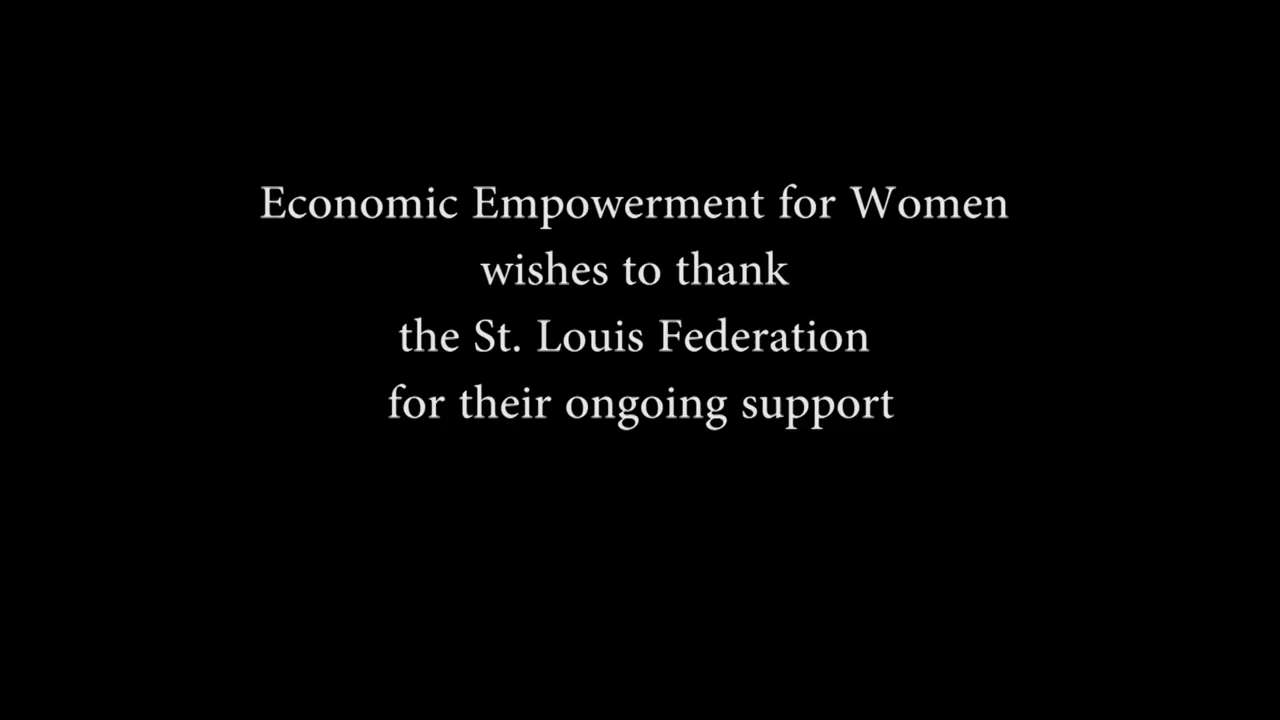 Economic Empowerment for Women
wishes to thank
the St. Louis Federation
for their ongoing support